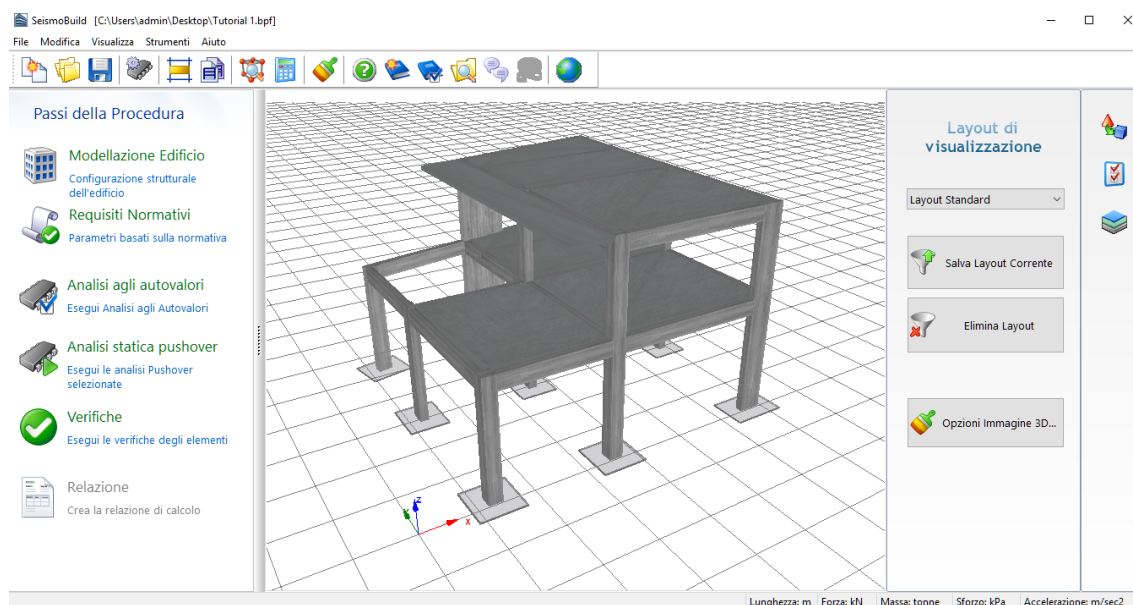 SeismoBuild [C:\Users\admin\Desktop\Tutorial 1.bpf]
File Modifica Visualizza Strumenti Aiuto
Passi della Procedura
Modellazione Edificio
Configurazione strutturale
dell'edificio
Requisiti Normativi
Parametri basati sulla normativa
Analisi agli autovalori
Esegui Analisi agli Autovalori
Analisi statica pushover
Esegui le analisi Pushover
selezionate
Verifiche
Esegui le verifiche degli elementi
Relazione
Crea la relazione di calcolo
z
x
Layout di
visualizzazione
Layout Standard
Salva Layout Corrente
Elimina Layout
Opzioni Immagine 3D...
Lunghezza: m Forza: kN Massa: tonne Sforzo: kPa Accelerazione: m/sec2